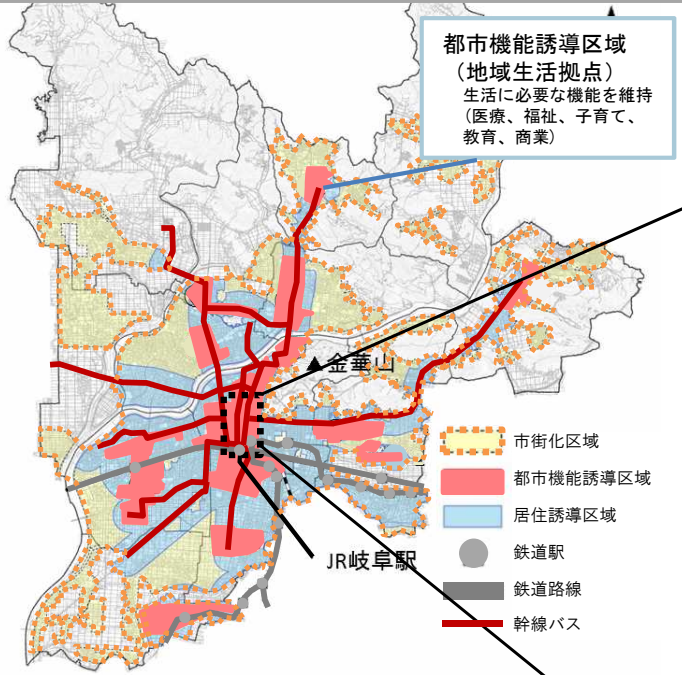 都市機能誘導区域
(地域生活拠点)
生活に必要な機能を維持
(医療、福祉、子育て、
教育、商業)
▲金華山
JR岐阜駅
市街化区域
都市機能誘導区域
居住誘導区域
鉄道駅
鉄道路線
幹線バス